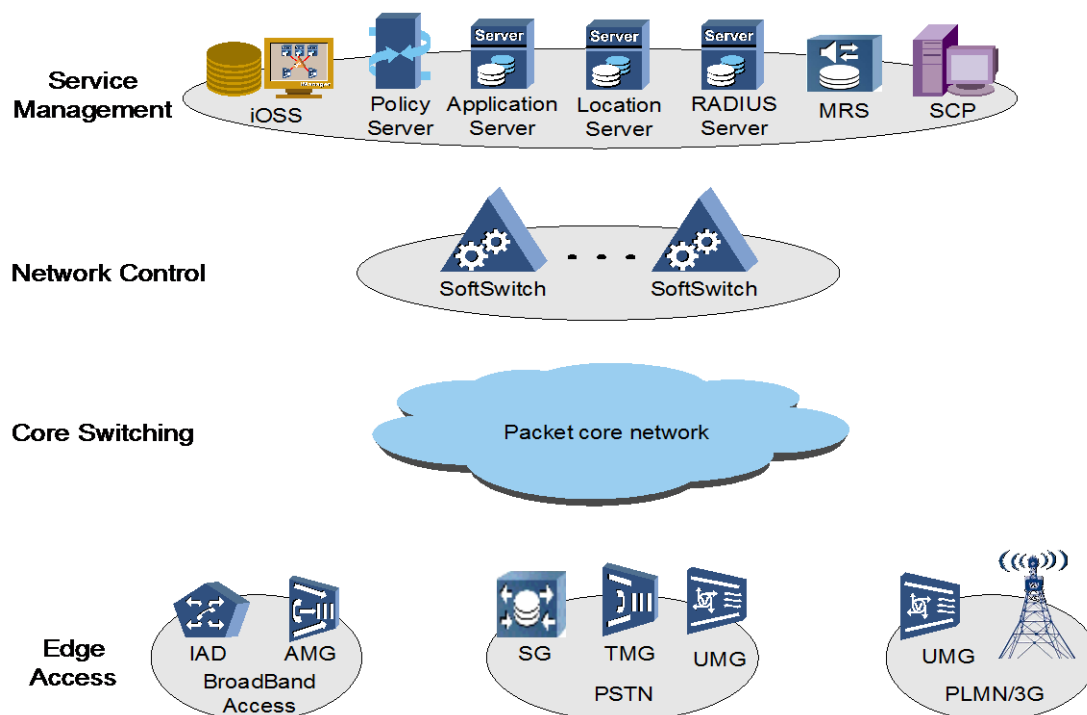 Service
Management
iOSS
Policy
Server
Server
Application
Server
Server
Location
Server
Server
RADIUS
Server
MRS
SCP
Network Control
SoftSwitch
SoftSwitch
Core Switching
Packet core network
Edge
Access
IAD
AMG
BroadBand
Access
SG
TMG
UMG
PSTN
UMG
PLMN/3G